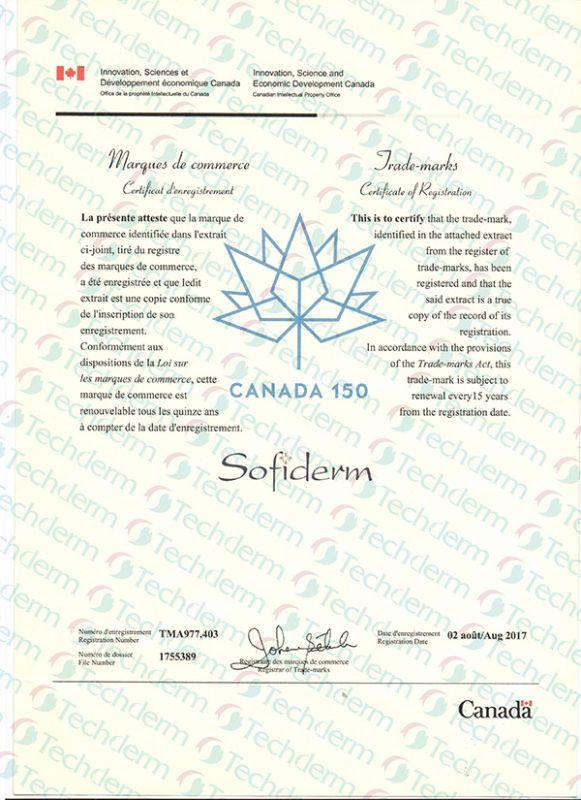 Innovation, Sciences et
Développement économique Canada
Office de la propriété intellectuelle du Canada
Innovation, Science and
Economic Development Canada
Canadian Intellectual Property Office
Marques de commerce
Certificat d'enregistrement
Trade-marks
Certificate of Registration
La présente atteste que la marque de
commerce identifiée dans l'extrait
ci-joint, tiré du registre
des marques de commerce,
a été enregistrée et que ledit
extrait est une copie conforme
de l'inscription de son
enregistrement.
Conformément aux
dispositions de la Loi sur
les marques de commerce, cette
marque de commerce est
renouvelable tous les quinze ans
à compter de la date d'enregistrement.
This is to certify that the trade-mark,
identified in the attached extract
from the register of
trade-marks, has been
registered and that the
said extract is a true
copy of the record of its
registration.
In accordance with the provisions
of the Trade-marks Act, this
trade-mark is subject to
renewal every15 years
from the registration date.
CANADA 150
Sofiderm
Numéro d'enregistrement
Registration Number
TMA977,403
Numéro de dossier
File Number
1755389
Registraire des marques de commerce
Registrar of Trade-marks
Date d'enregistrement
Registration Date
02 août/Aug 2017
Canada
Techderm